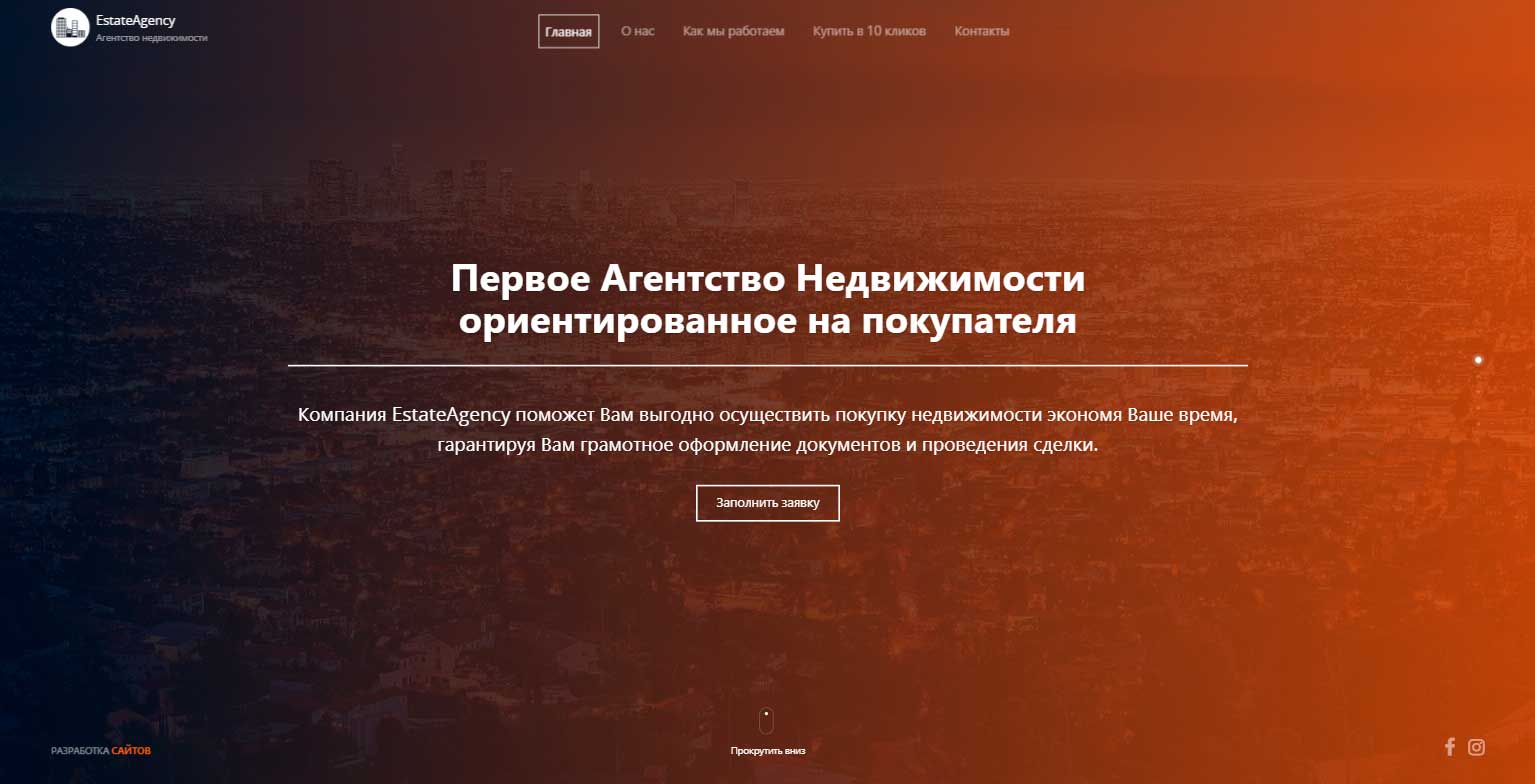 EstateAgency
Агентство недвижимости
Главная
О нас
Как мы работаем
Купить в 10 кликов
Контакты
Первое Агентство Недвижимости
ориентированное на покупателя
Компания EstateAgency поможет Вам выгодно осуществить покупку недвижимости экономя Ваше время,
гарантируя Вам грамотное оформление документов и проведения сделки.
Заполнить заявку
Прокрутить вниз
РАЗРАБОТКА САЙТОВ